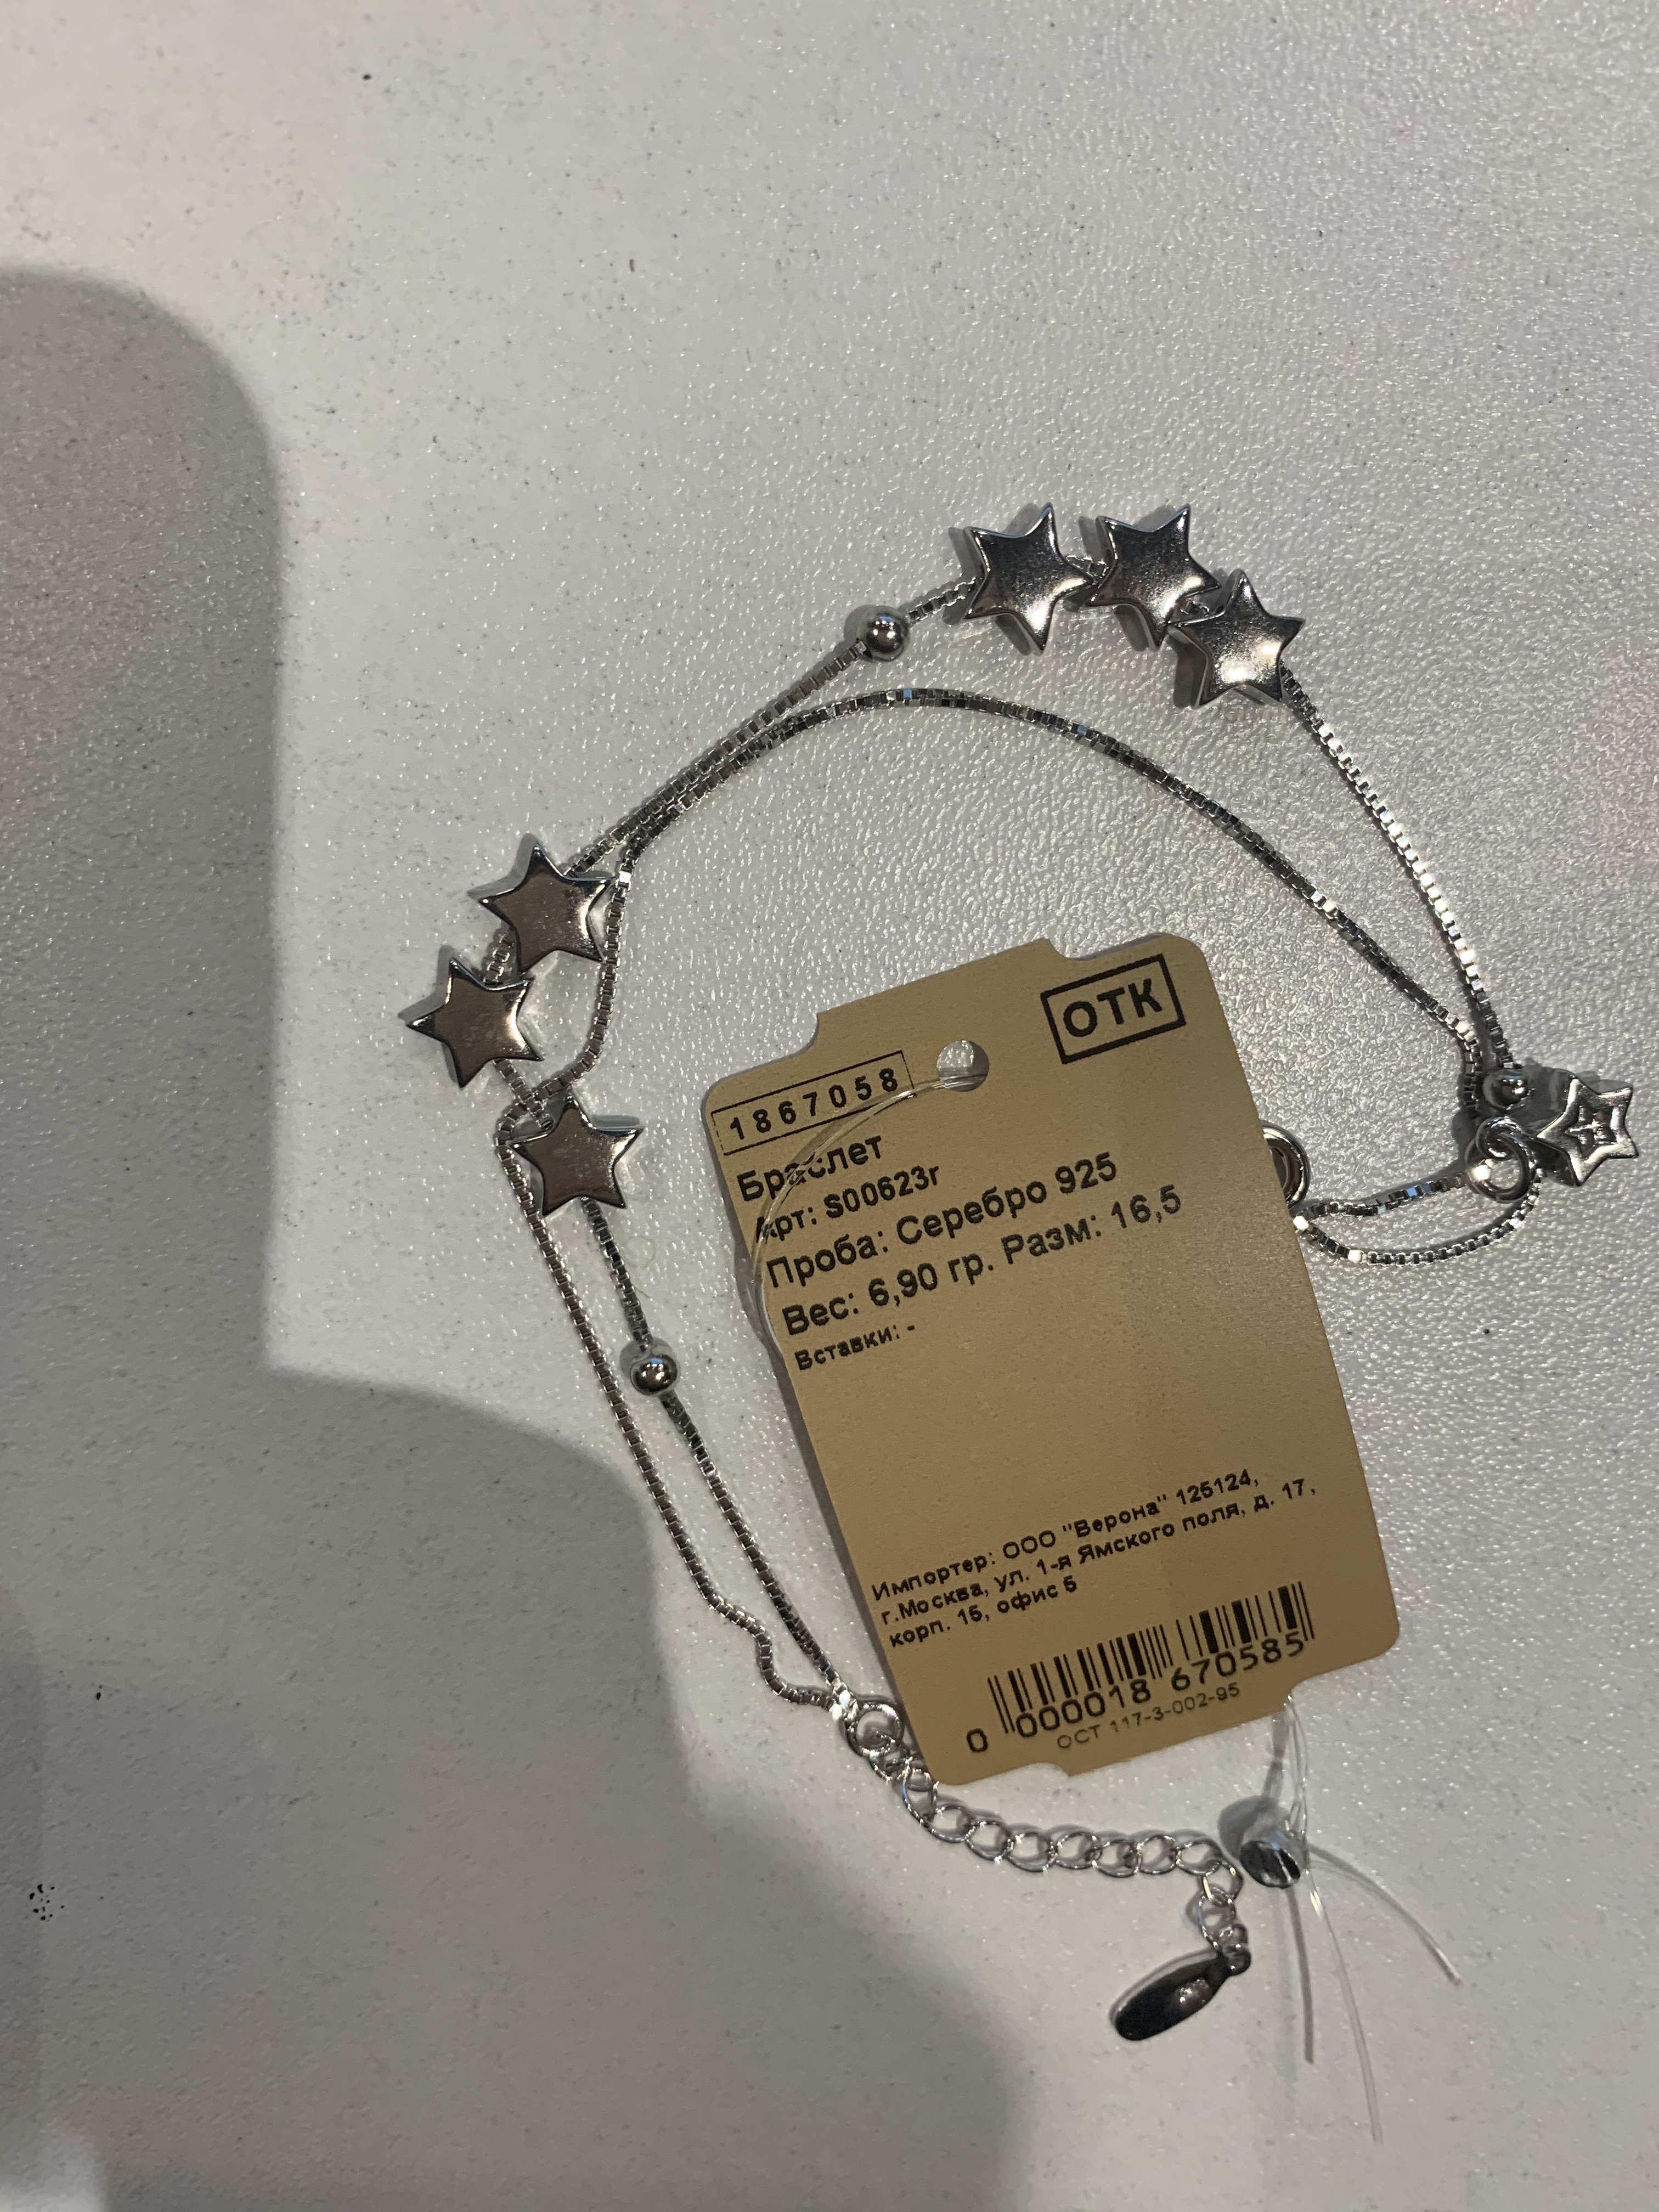 ОТК
1867058
Браслет
Арт: S00623г
Проба: Серебро 925
Вес: 6,90 гр. Разм: 16,5
Вставки: -
Импортер: ООО "Верона" 125124,
г.Москва, ул. 1-я Ямского поля, д. 17,
корп. 15, офис 5
0 000018 670585
ОСТ 117-3-002-95